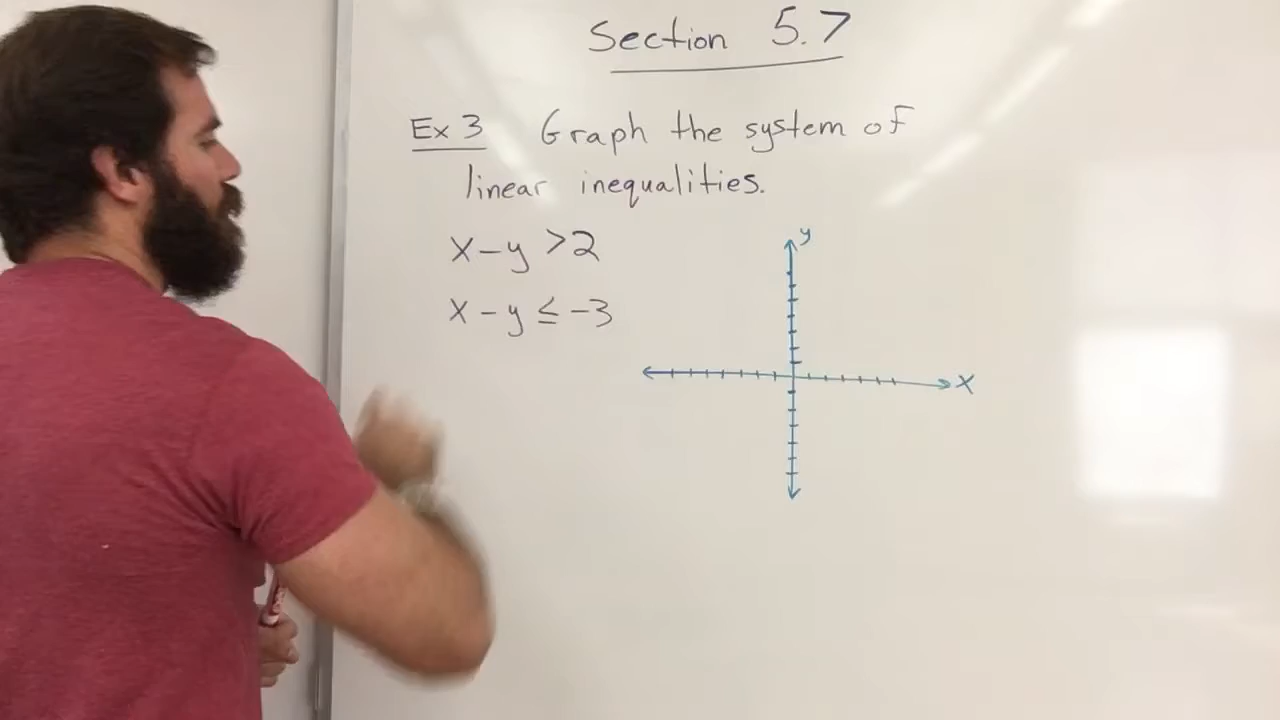 Section 5.7
Ex 3 Graph the system of
linear inequalities.
x-y >2
x-y ≤ -3
y
x